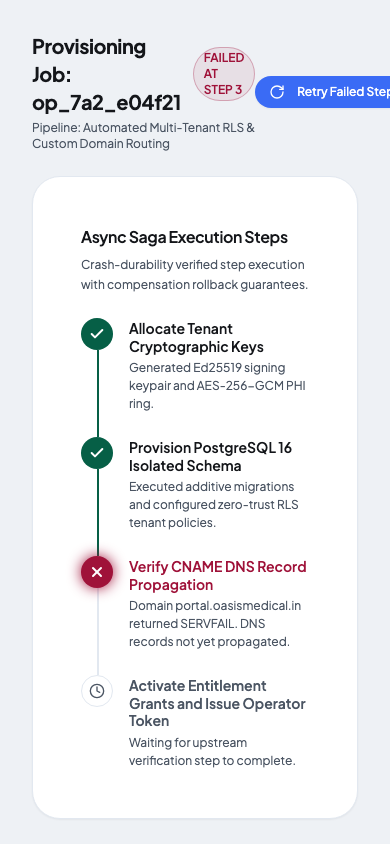 Provisioning
Job:
op_7a2_e04f21
FAILED
AT
STEP 3
Retry Failed Step
Pipeline: Automated Multi-Tenant RLS &
Custom Domain Routing
Async Saga Execution Steps
Crash-durability verified step execution
with compensation rollback guarantees.
Allocate Tenant
Cryptographic Keys
Generated Ed25519 signing
keypair and AES-256-GCM PHI
ring.
Provision PostgreSQL 16
Isolated Schema
Executed additive migrations
and configured zero-trust RLS
tenant policies.
Verify CNAME DNS Record
Propagation
Domain portal.oasismedical.in
returned SERVFAIL. DNS
records not yet propagated.
Activate Entitlement
Grants and Issue Operator
Token
Waiting for upstream
verification step to complete.